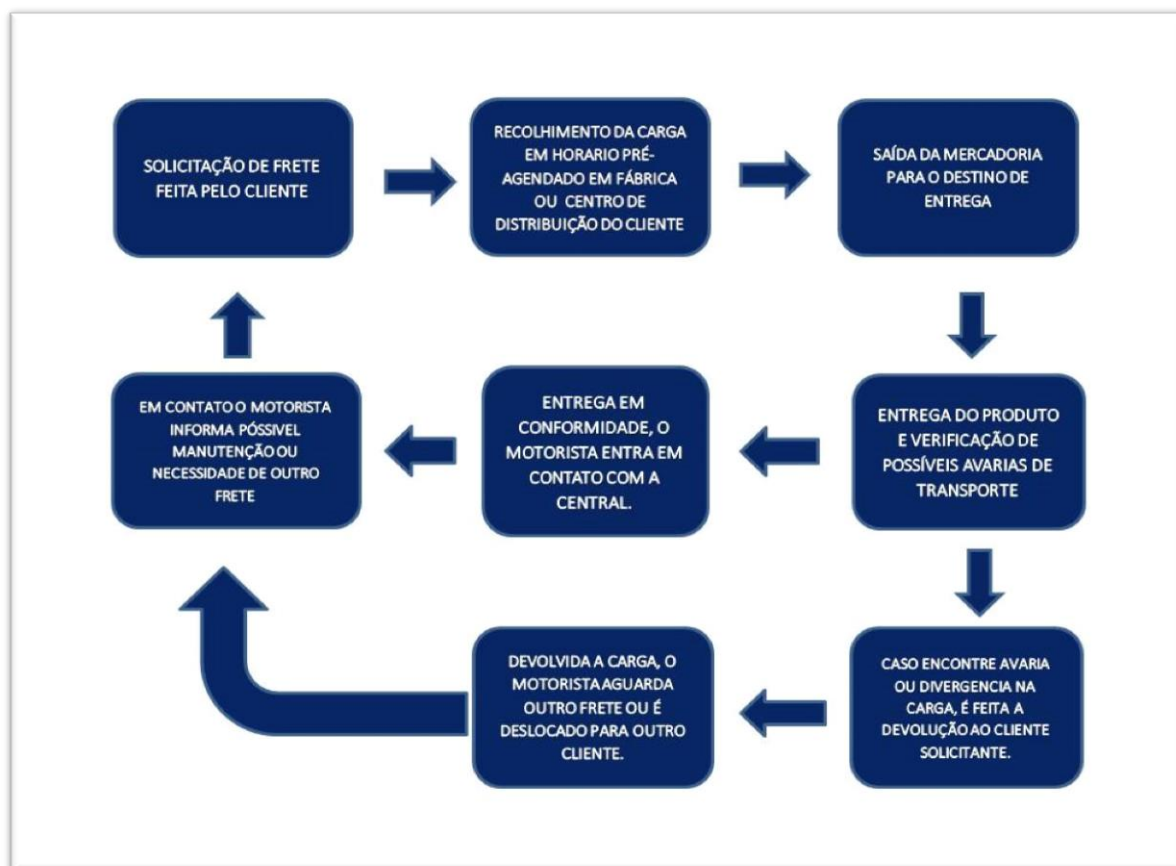 SOLICITAÇÃO DE FRETE
FEITA PELO CLIENTE
RECOLHIMENTO DA CARGA
EM HORARIO PRÉ-
AGENDADO EM FÁBRICA
OU CENTRO DE
DISTRIBUIÇÃO DO CLIENTE
SAÍDA DA MERCADORIA
PARA O DESTINO DE
ENTREGA
ENTREGA DO PRODUTO
E VERIFICAÇÃO DE
POSSÍVEIS AVARIAS DE
TRANSPORTE
ENTREGA EM
CONFORMIDADE, O
MOTORISTA ENTRA EM
CONTATO COM A
CENTRAL.
EM CONTATO O MOTORISTA
INFORMA PÓSSIVEL
MANUTENÇÃO OU
NECESSIDADE DE OUTRO
FRETE
CASO ENCONTRE AVARIA
OU DIVERGENCIA NA
CARGA, É FEITA A
DEVOLUÇÃO AO CLIENTE
SOLICITANTE.
DEVOLVIDA A CARGA, O
MOTORISTA AGUARDA
OUTRO FRETE OU É
DESLOCADO PARA OUTRO
CLIENTE.